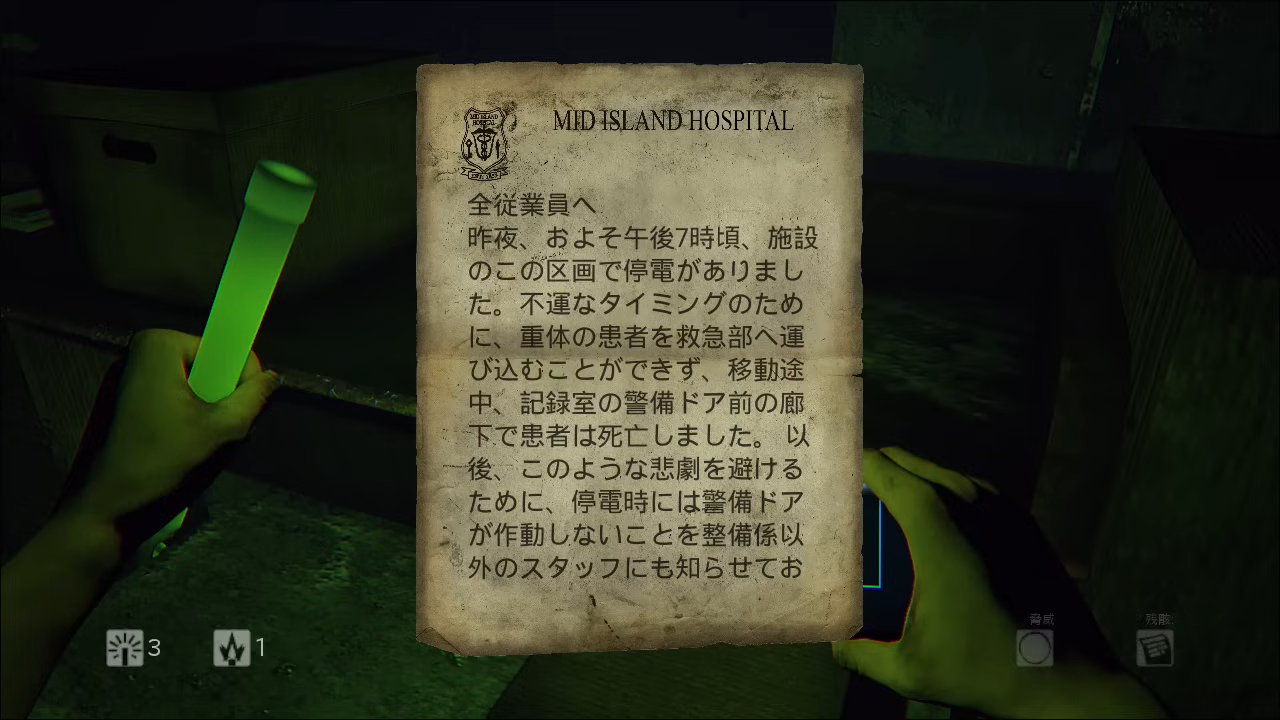 MID ISLAND HOSPITAL
MID ISLAND
HOSPITAL
全従業員へ
昨夜、およそ午後7時頃、施設
のこの区画で停電がありまし
た。不運なタイミングのため
に、重体の患者を救急部へ運
び込むことができず、移動途
中、記録室の警備ドア前の廊
下で患者は死亡しました。 以
後、このような悲劇を避ける
ために、停電時には警備ドア
が作動しないことを整備係以
外のスタッフにも知らせてお
3
1
脅威
残骸